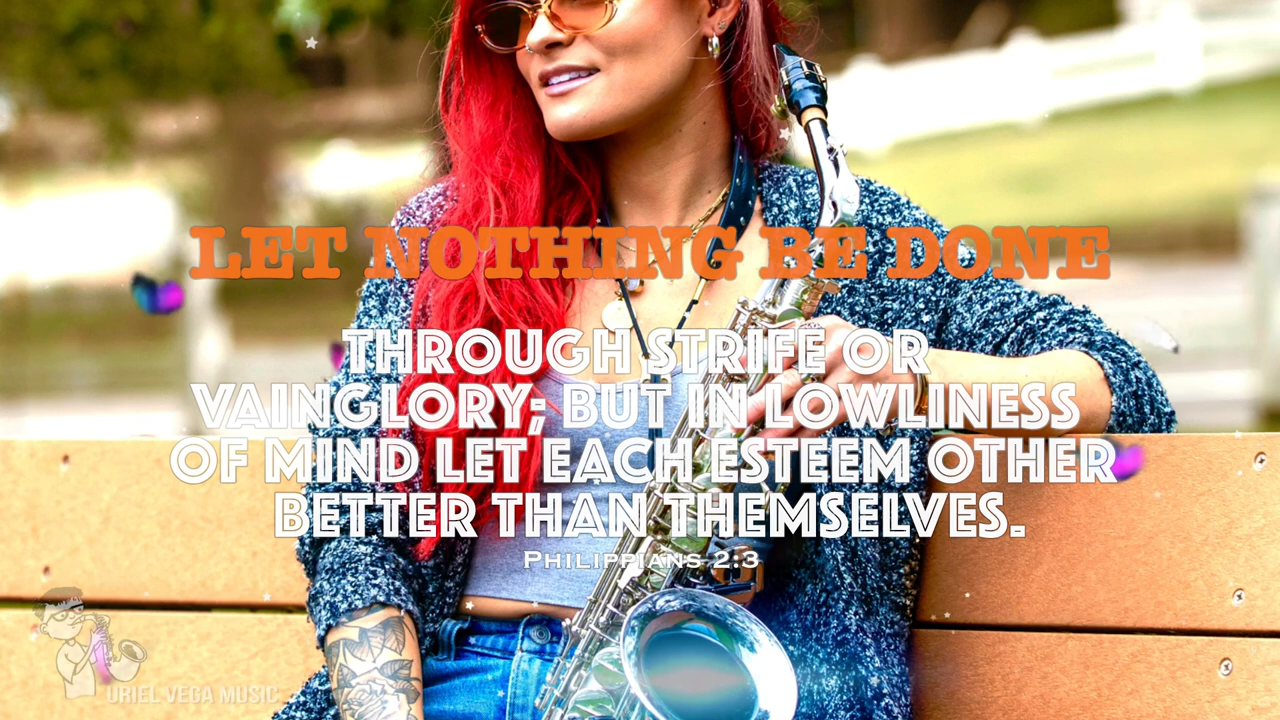 LET NOTHING BE DONE
THROUGH STRIFE OR
VAINGLORY; BUT IN LOWLINESS
OF MIND LET EACH ESTEEM OTHER
BETTER THAN THEMSELVES.
PHILIPPIANS 2:3
URIEL VEGA MUSIC